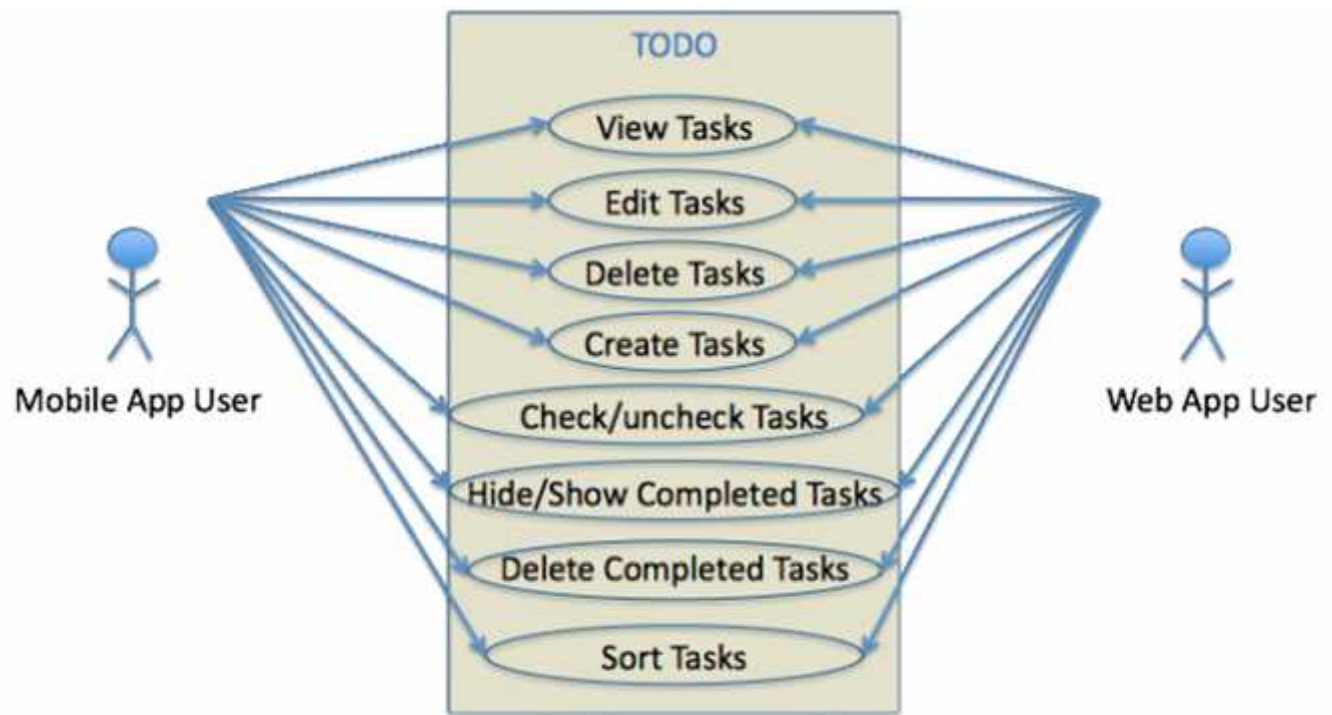 TODO
View Tasks
Edit Tasks
Delete Tasks
Create Tasks
Mobile App User
Web App User
Check/uncheck Tasks
Hide/Show Completed Tasks
Delete Completed Tasks
Sort Tasks